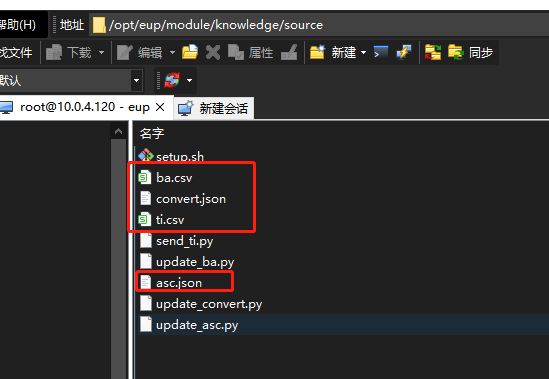 帮助(H) 地址 /opt/eup/module/knowledge/source
找文件 下载 编辑 属性 新建 同步
默认
root@10.0.4.120 - eup × 新建会话
名字
setup.sh
ba.csv
convert.json
ti.csv
send_ti.py
update_ba.py
asc.json
update_convert.py
update_asc.py